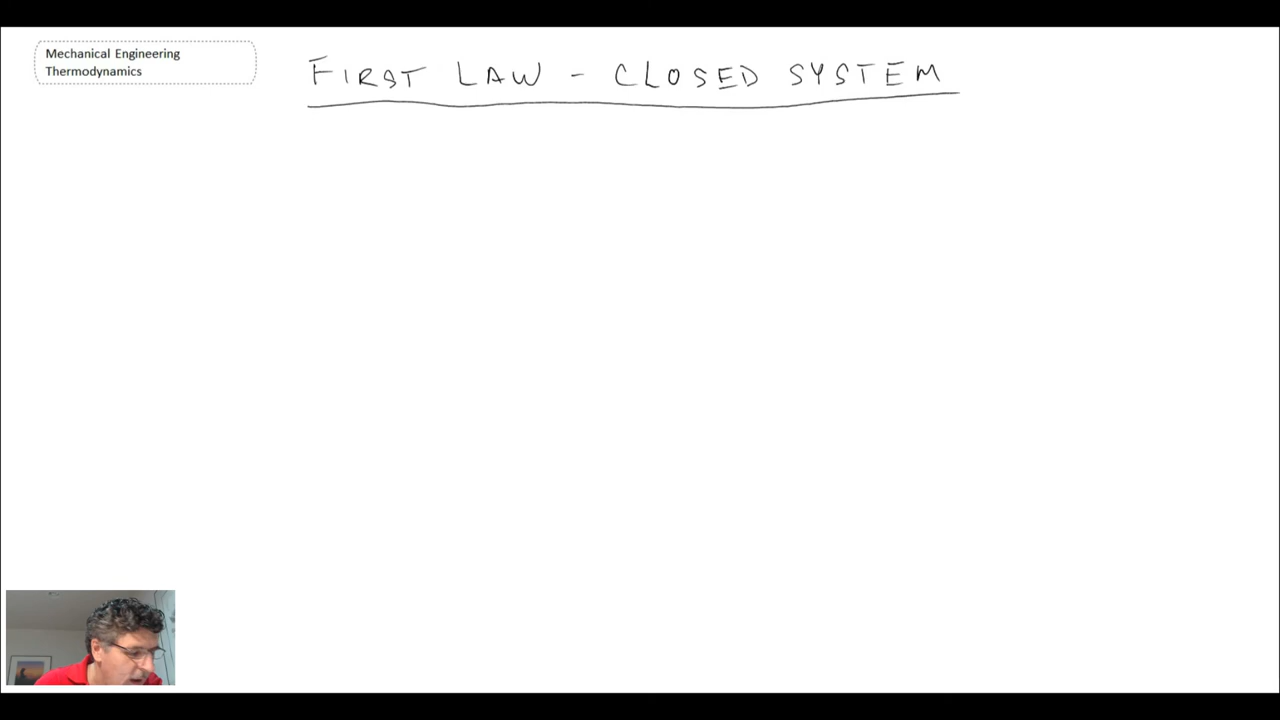 Mechanical Engineering
Thermodynamics
FIRST LAW - CLOSED SYSTEM